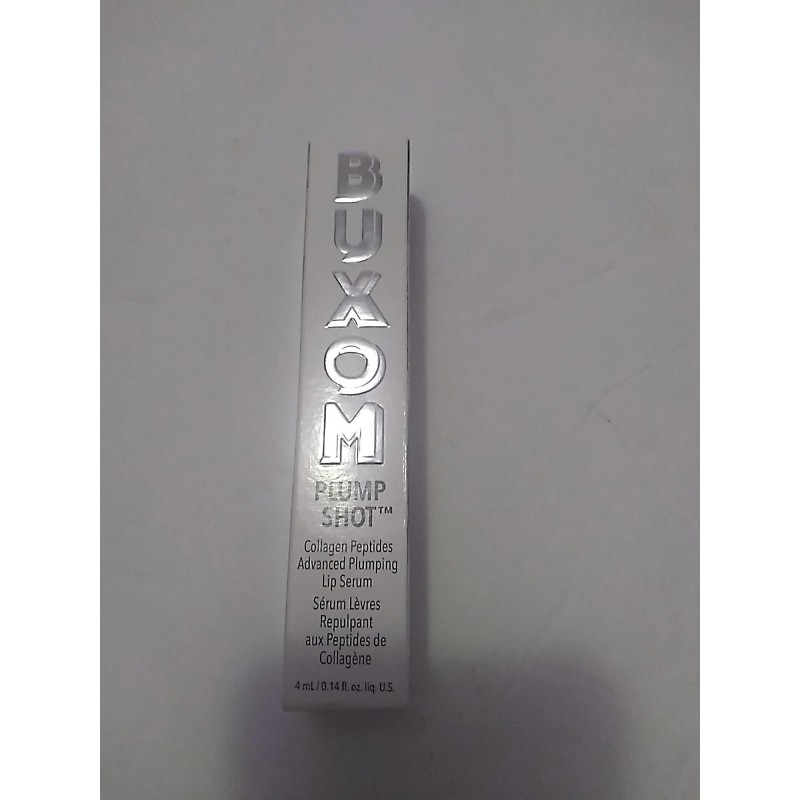 BUXOM
PLUMP
SHOT™
Collagen Peptides
Advanced Plumping
Lip Serum
Sérum Lèvres
Repulpant
aux Peptides de
Collagène
4 mL / 0.14 fl. oz. liq. U.S.